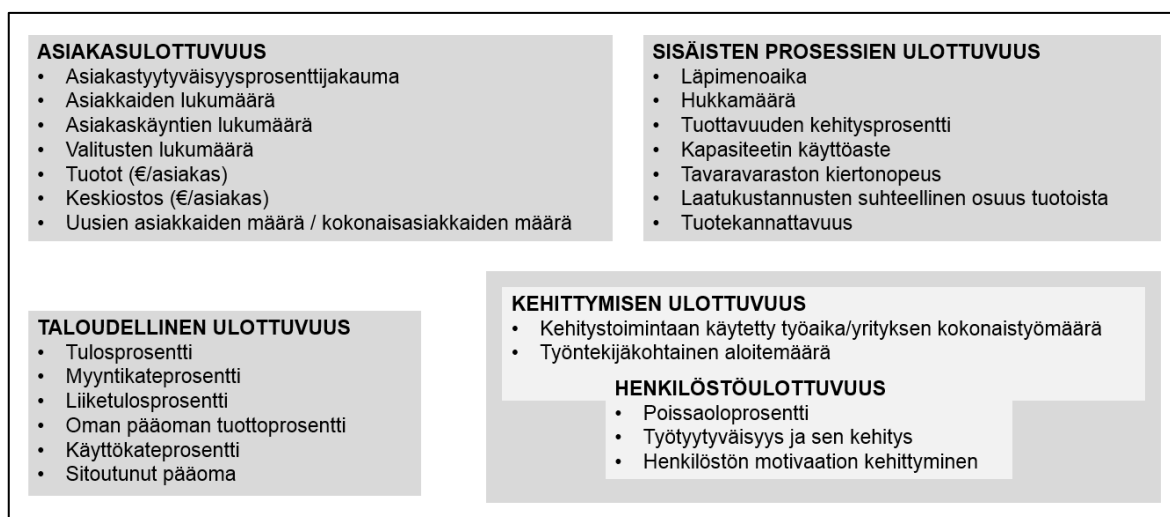 ASIAKASULOTTUVUUS
• Asiakastyytyväisyysprosenttijakauma
• Asiakkaiden lukumäärä
• Asiakaskäyntien lukumäärä
• Valitusten lukumäärä
• Tuotot (€/asiakas)
• Keskiostos (€/asiakas)
• Uusien asiakkaiden määrä / kokonaisasiakkaiden määrä
SISÄISTEN PROSESSIEN ULOTTUVUUS
• Läpimenoaika
• Hukkamäärä
• Tuottavuuden kehitysprosentti
• Kapasiteetin käyttöaste
• Tavaravaraston kiertonopeus
• Laatukustannusten suhteellinen osuus tuotoista
• Tuotekannattavuus
TALOUDELLINEN ULOTTUVUUS
• Tulosprosentti
• Myyntikateprosentti
• Liiketulosprosentti
• Oman pääoman tuottoprosentti
• Käyttökateprosentti
• Sitoutunut pääoma
KEHITTYMISEN ULOTTUVUUS
• Kehitystoimintaan käytetty työaika/yrityksen kokonaistyömäärä
• Työntekijäkohtainen aloitemäärä
HENKILÖSTÖULOTTUVUUS
• Poissaoloprosentti
• Työtyytyväisyys ja sen kehitys
• Henkilöstön motivaation kehittyminen